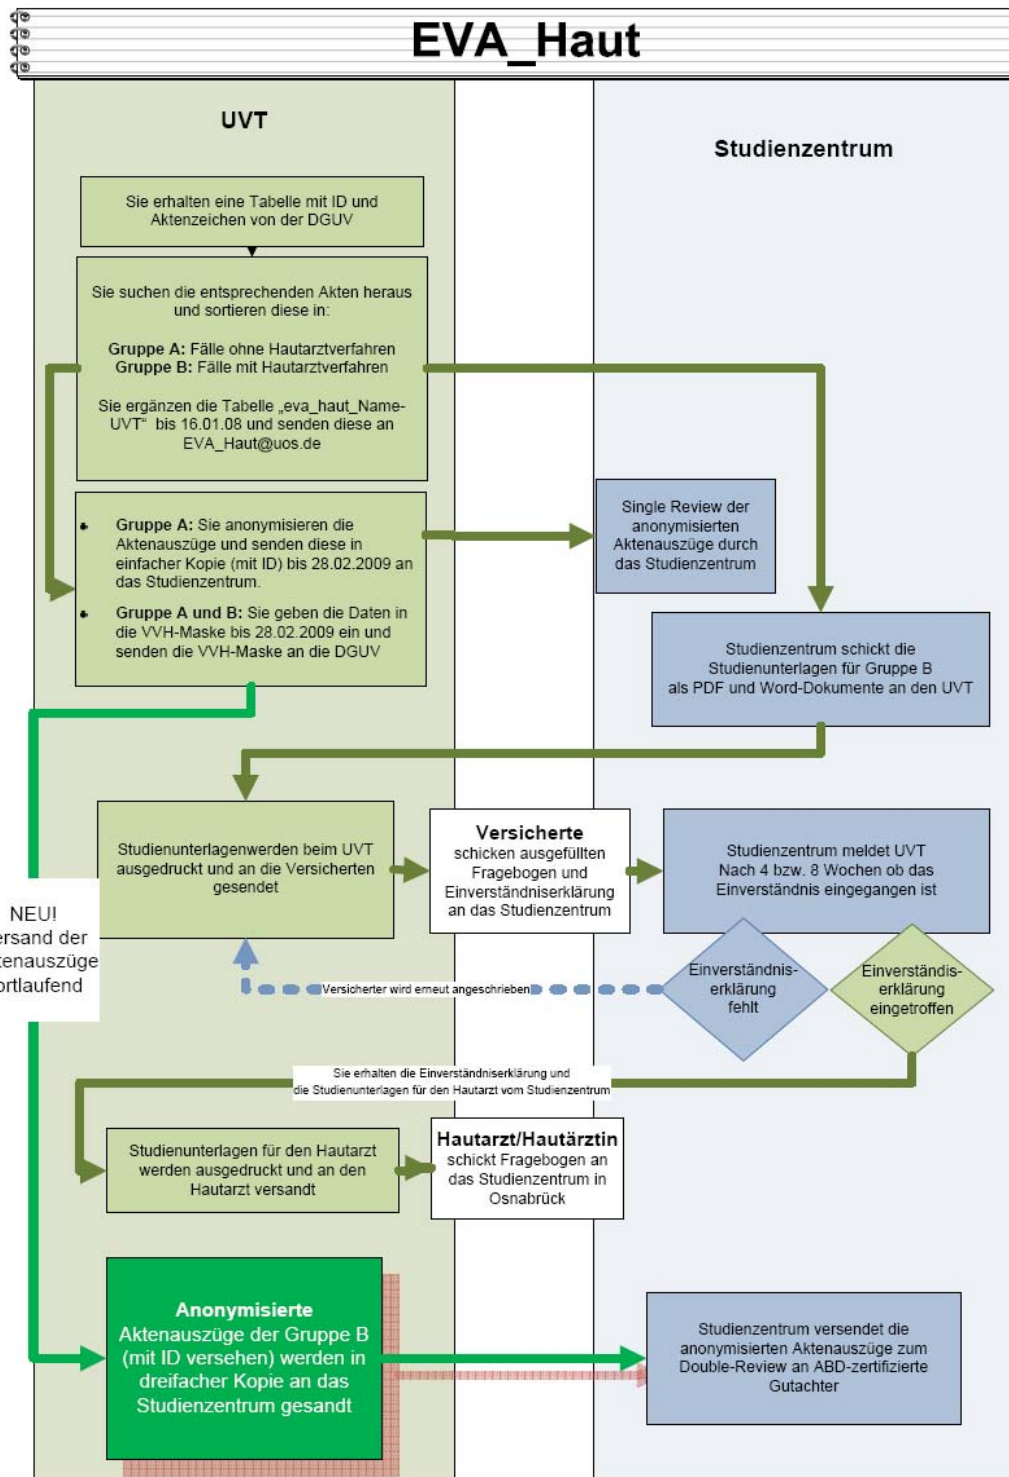 EVA_Haut
UVT
Studienzentrum
Sie erhalten eine Tabelle mit ID und
Aktenzeichen von der DGUV
Sie suchen die entsprechenden Akten heraus
und sortieren diese in:
Gruppe A: Fälle ohne Hautarztverfahren
Gruppe B: Fälle mit Hautarztverfahren
Sie ergänzen die Tabelle „eva_haut_Name-
UVT“ bis 16.01.08 und senden diese an
EVA_Haut@uos.de
Gruppe A: Sie anonymisieren die
Aktenauszüge und senden diese in
einfacher Kopie (mit ID) bis 28.02.2009 an
das Studienzentrum.
Gruppe A und B: Sie geben die Daten in
die VVH-Maske bis 28.02.2009 ein und
senden die VVH-Maske an die DGUV
Single Review der
anonymisierten
Aktenauszüge durch
das Studienzentrum
Studienzentrum schickt die
Studienunterlagen für Gruppe B
als PDF und Word-Dokumente an den UVT
Studienunterlagenwerden beim UVT
ausgedruckt und an die Versicherten
gesendet
Versicherte
schicken ausgefüllten
Fragebogen und
Einverständniserklärung
an das Studienzentrum
Studienzentrum meldet UVT
Nach 4 bzw. 8 Wochen ob das
Einverständnis eingegangen ist
NEU!
ersand der
tenauszüge
ortlaufend
Versicherter wird erneut angeschrieben
Einverständnis-
erklärung
fehlt
Einverständis-
erklärung
eingetroffen
Sie erhalten die Einverständniserklärung und
die Studienunterlagen für den Hautarzt vom Studienzentrum
Studienunterlagen für den Hautarzt
werden ausgedruckt und an den
Hautarzt versandt
Hautarzt/Hautärztin
schickt Fragebogen an
das Studienzentrum in
Osnabrück
Anonymisierte
Aktenauszüge der Gruppe B
(mit ID versehen) werden in
dreifacher Kopie an das
Studienzentrum gesandt
Studienzentrum versendet die
anonymisierten Aktenauszüge zum
Double-Review an ABD-zertifizierte
Gutachter